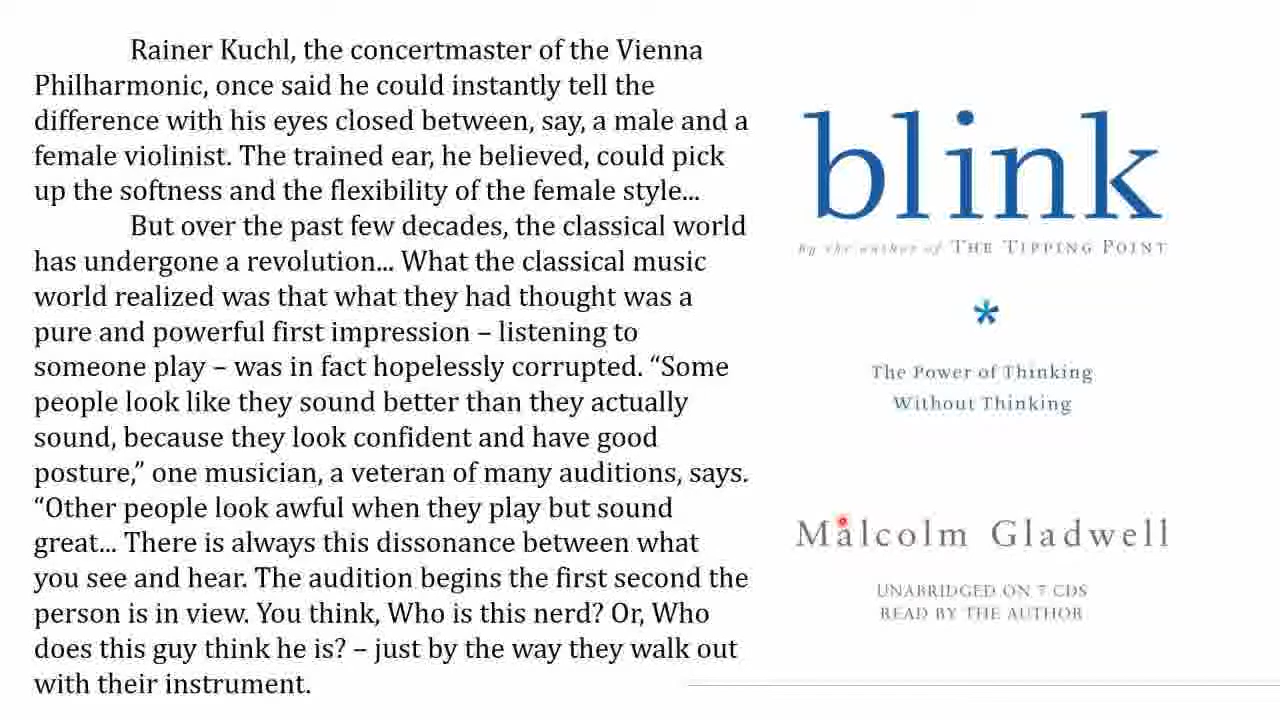 Rainer Kuchl, the concertmaster of the Vienna
Philharmonic, once said he could instantly tell the
difference with his eyes closed between, say, a male and a
female violinist. The trained ear, he believed, could pick
up the softness and the flexibility of the female style...
But over the past few decades, the classical world
has undergone a revolution... What the classical music
world realized was that what they had thought was a
pure and powerful first impression – listening to
someone play – was in fact hopelessly corrupted. “Some
people look like they sound better than they actually
sound, because they look confident and have good
posture,” one musician, a veteran of many auditions, says.
“Other people look awful when they play but sound
great... There is always this dissonance between what
you see and hear. The audition begins the first second the
person is in view. You think, Who is this nerd? Or, Who
does this guy think he is? – just by the way they walk out
with their instrument.
blink
by the author of THE TIPPING POINT
*
The Power of Thinking
Without Thinking
Malcolm Gladwell
UNABRIDGED ON 7 CDS
READ BY THE AUTHOR